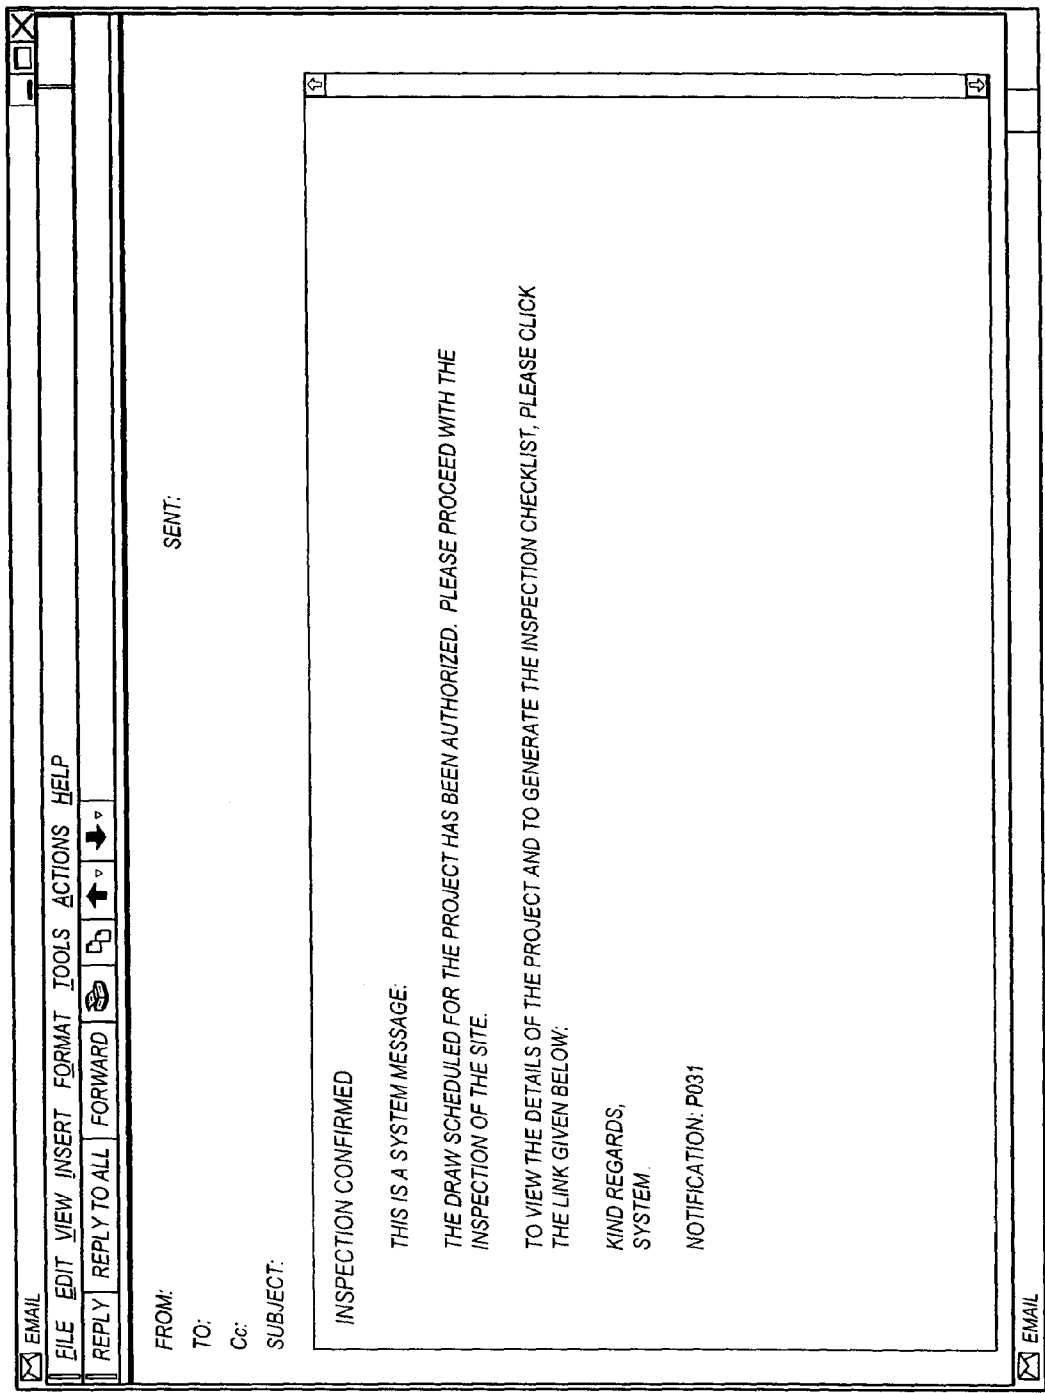 EMAIL
FILE EDIT VIEW INSERT FORMAT TOOLS ACTIONS HELP
REPLY REPLY TO ALL FORWARD
FROM: SENT:
TO:
Cc:
SUBJECT:
INSPECTION CONFIRMED
THIS IS A SYSTEM MESSAGE:
THE DRAW SCHEDULED FOR THE PROJECT HAS BEEN AUTHORIZED. PLEASE PROCEED WITH THE
INSPECTION OF THE SITE.
TO VIEW THE DETAILS OF THE PROJECT AND TO GENERATE THE INSPECTION CHECKLIST, PLEASE CLICK
THE LINK GIVEN BELOW:
KIND REGARDS,
SYSTEM
NOTIFICATION: P031
EMAIL